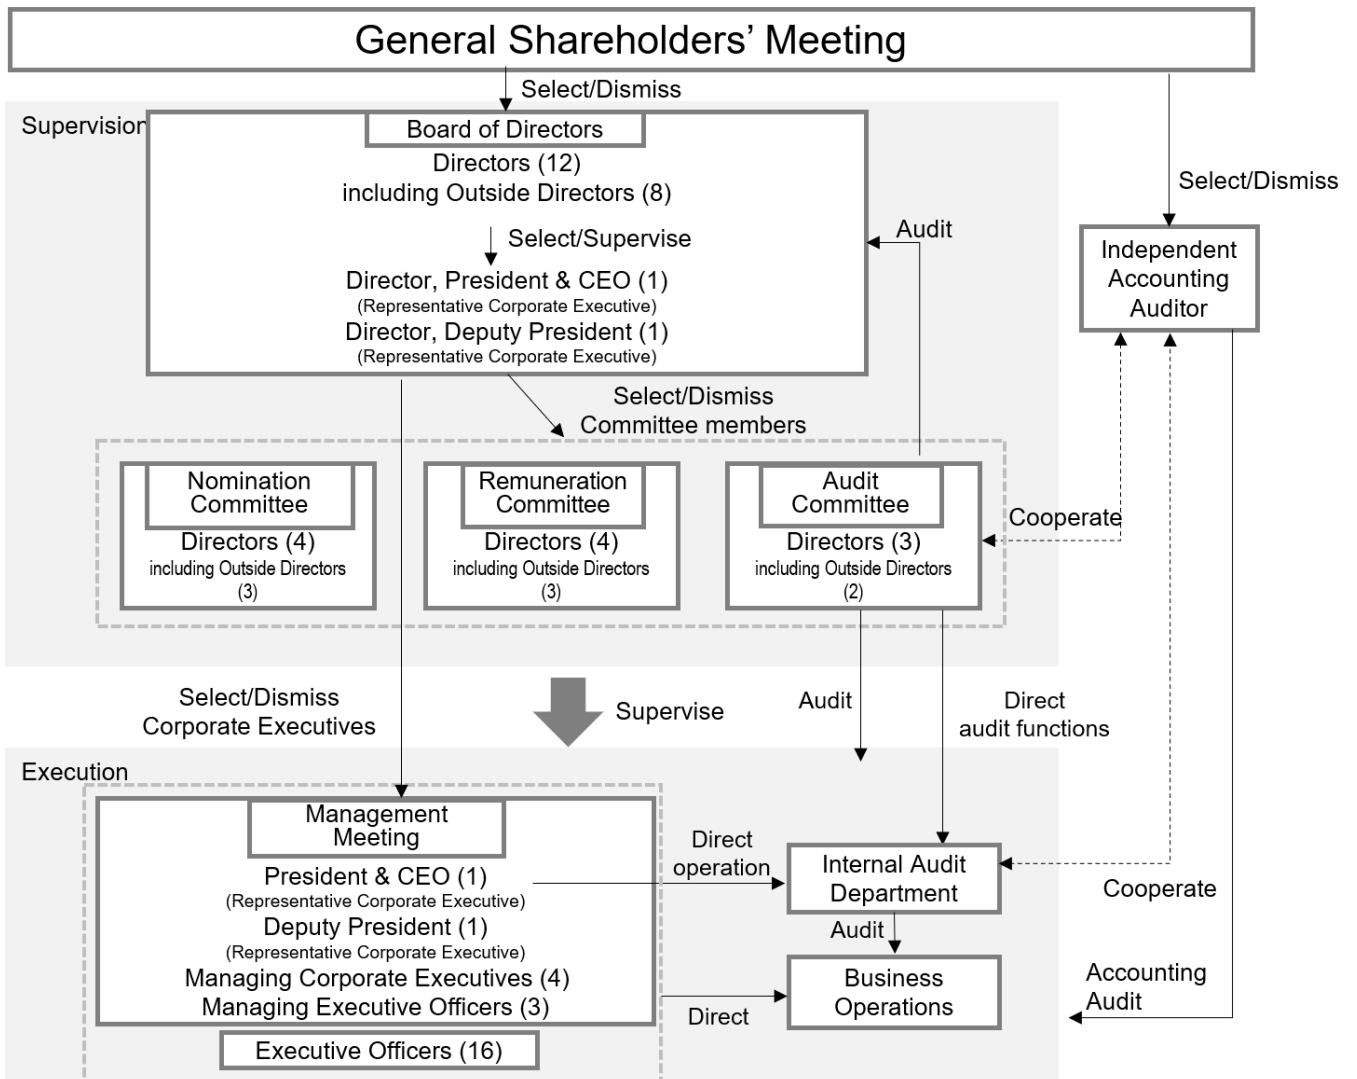 General Shareholders’ Meeting
Select/Dismiss
Supervision
Board of Directors
Directors (12)
including Outside Directors (8)
Select/Supervise
Director, President & CEO (1)
(Representative Corporate Executive)
Director, Deputy President (1)
(Representative Corporate Executive)
Audit
Select/Dismiss
Independent
Accounting
Auditor
Select/Dismiss
Committee members
Nomination
Committee
Directors (4)
including Outside Directors
(3)
Remuneration
Committee
Directors (4)
including Outside Directors
(3)
Audit
Committee
Directors (3)
including Outside Directors
(2)
Cooperate
Select/Dismiss
Corporate Executives
Supervise
Audit
Direct
audit functions
Execution
Management
Meeting
President & CEO (1)
(Representative Corporate Executive)
Deputy President (1)
(Representative Corporate Executive)
Managing Corporate Executives (4)
Managing Executive Officers (3)
Executive Officers (16)
Direct
operation
Internal Audit
Department
Audit
Business
Operations
Direct
Cooperate
Accounting
Audit